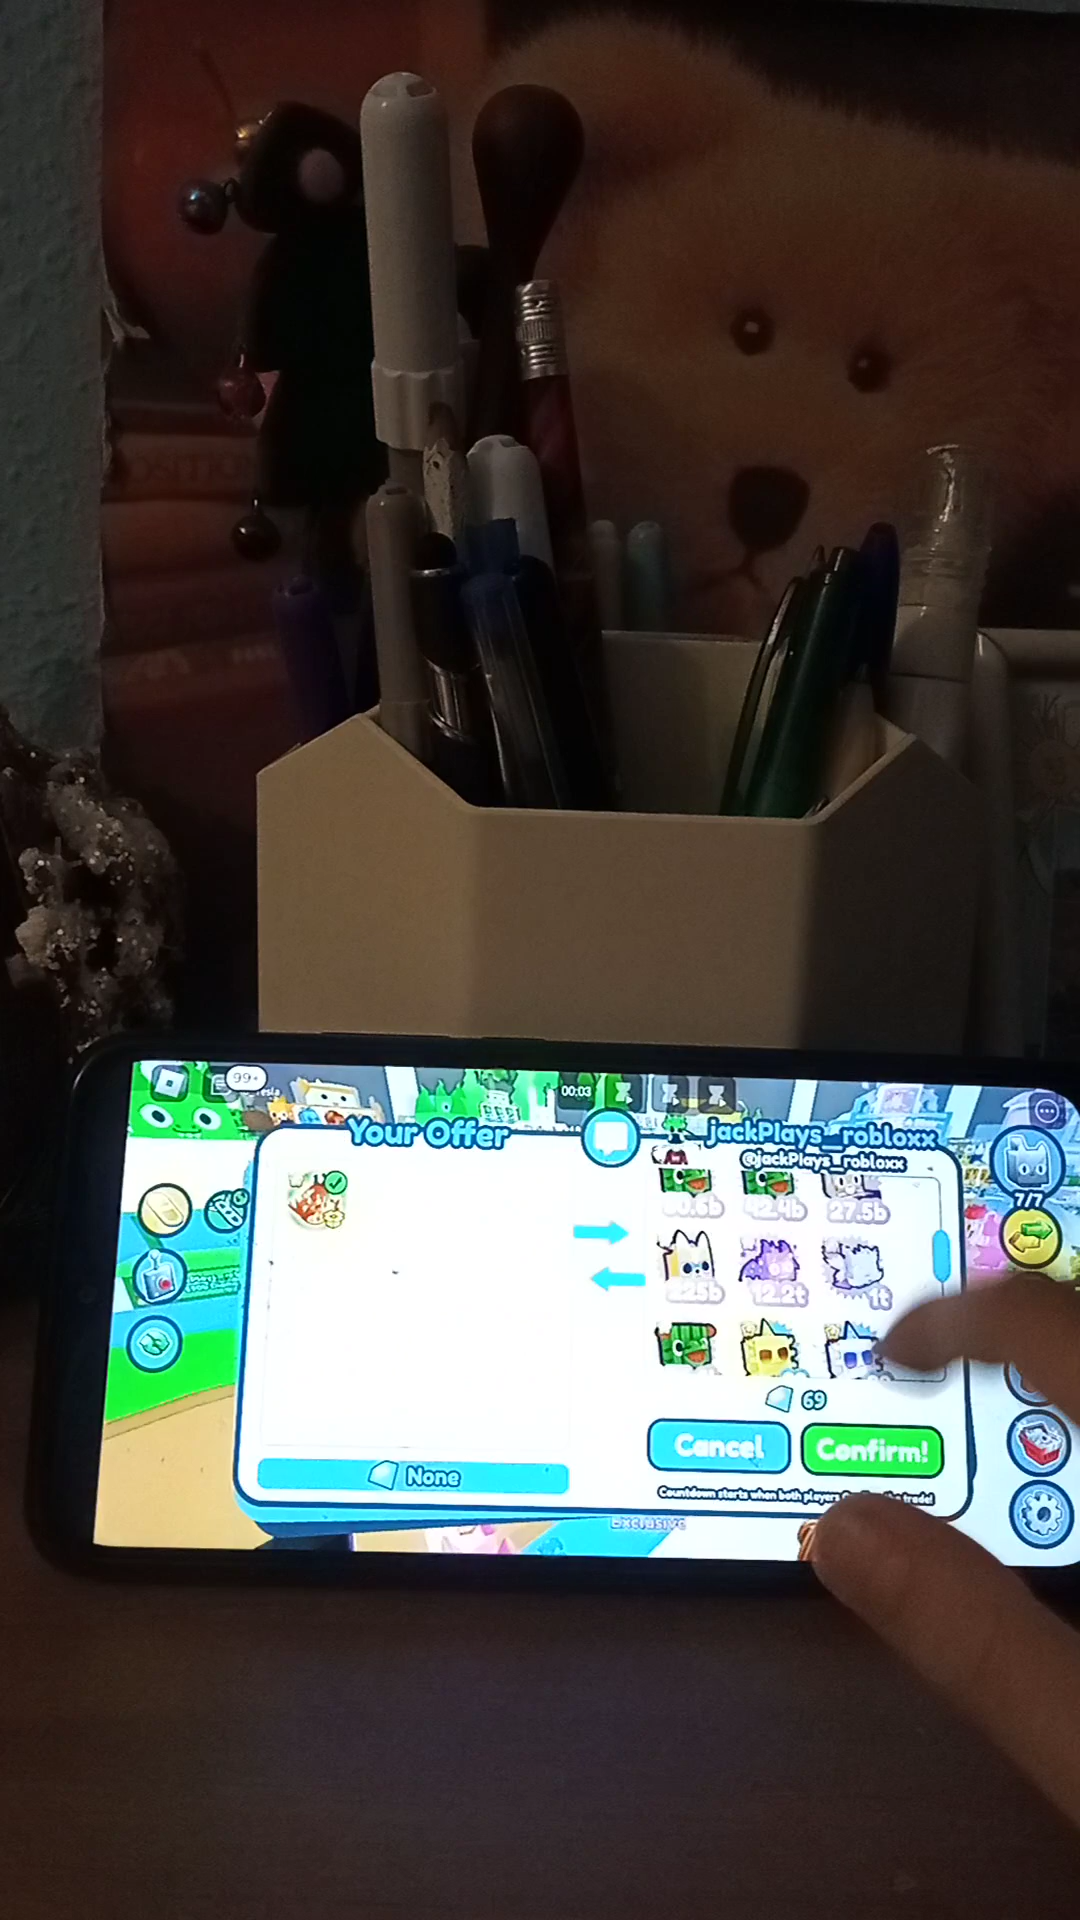 99+
00:03
Your Offer
jackPlays_robloxx
@jackPlays_robloxx
42.4b
27.5b
7/7
225b
12.2t
1t
69
Cancel
Confirm!
None
Countdown starts when both players
trade!
Exclusive